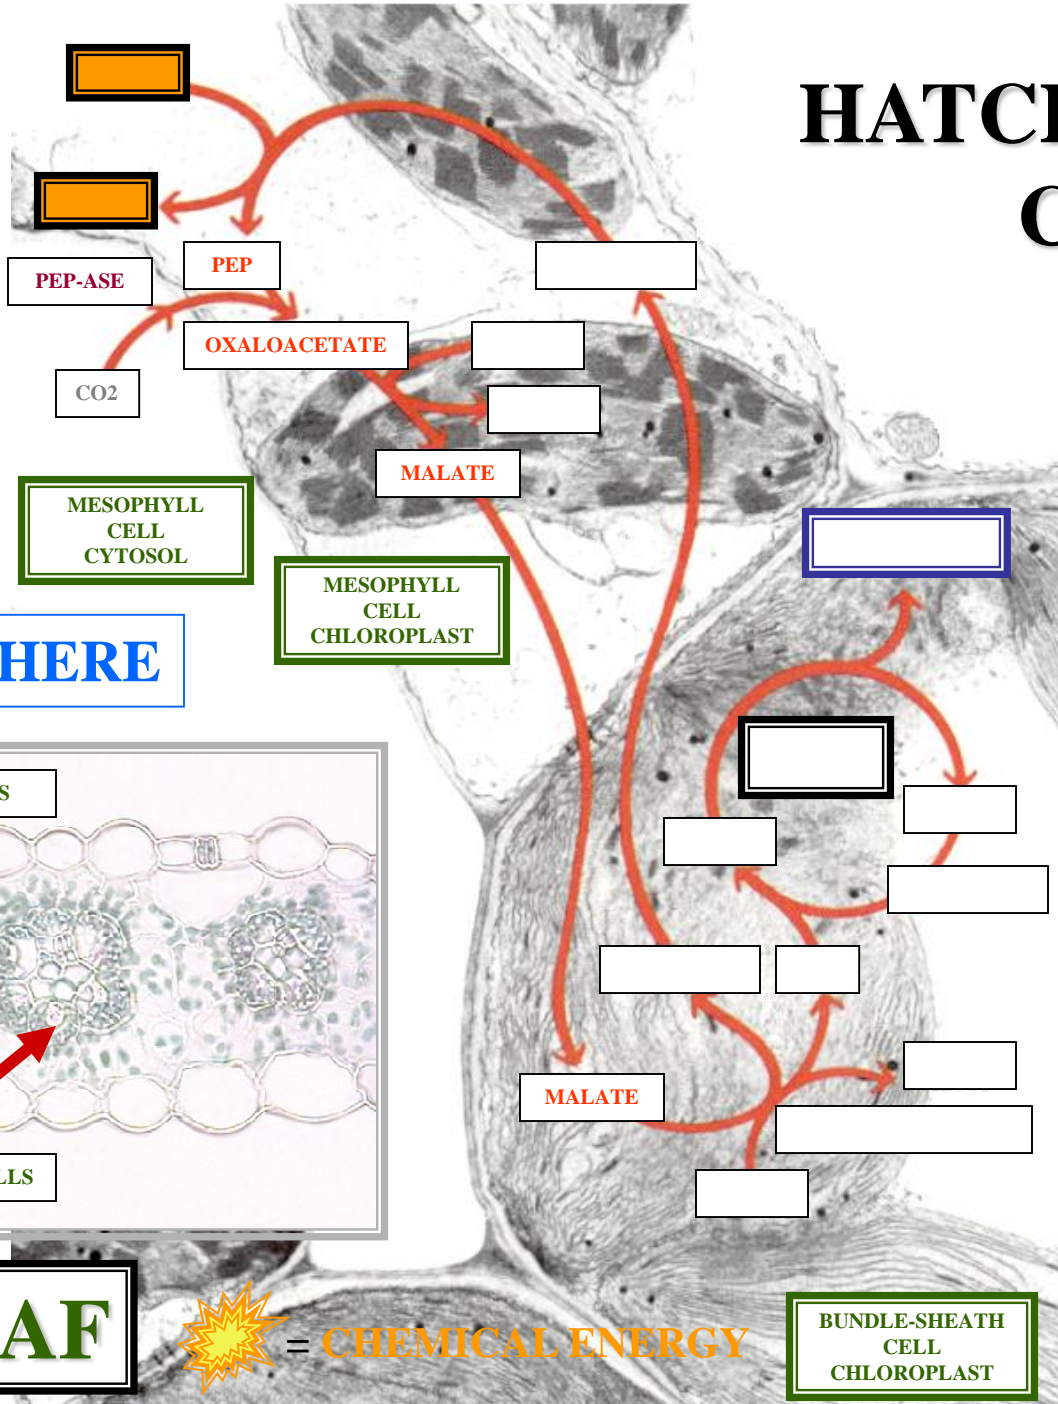 HATCH
C
PEP-ASE
PEP
OXALOACETATE
CO2
MALATE
MESOPHYLL
CELL
CYTOSOL
MESOPHYLL
CELL
CHLOROPLAST
HERE
S
MALATE
LLS
AF
= CHEMICAL ENERGY
BUNDLE-SHEATH
CELL
CHLOROPLAST